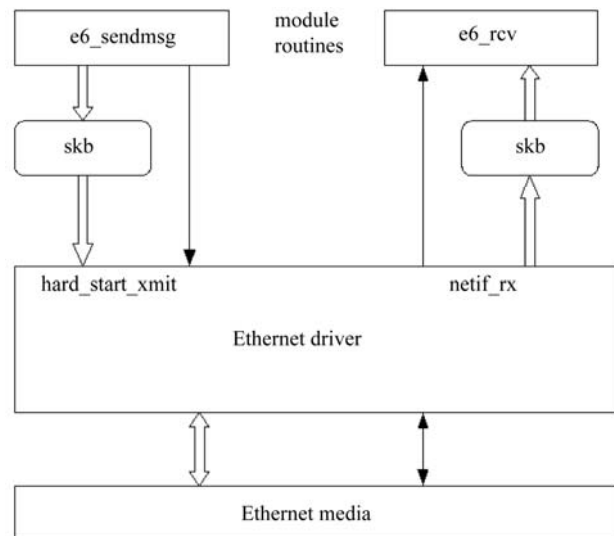 e6_sendmsg
module
routines
e6_rcv
skb
skb
hard_start_xmit
netif_rx
Ethernet driver
Ethernet media